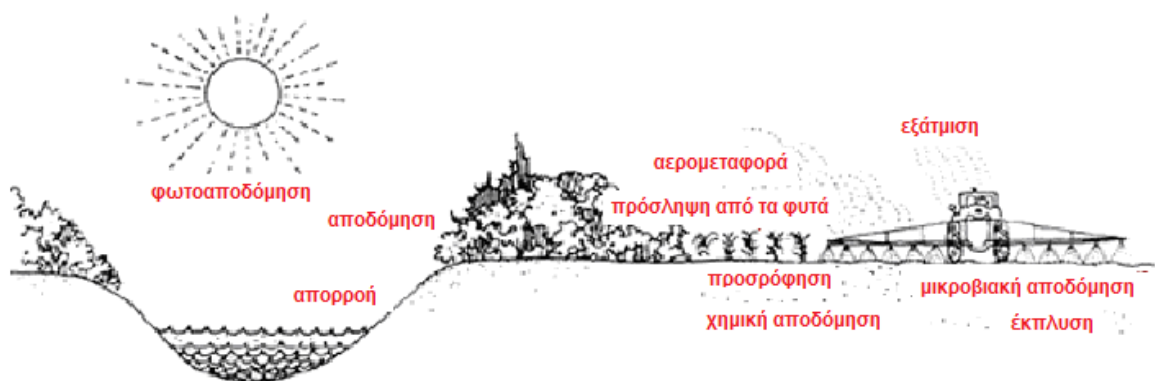 εξάτμιση
αερομεταφορά
φωτοαποδόμηση
πρόσληψη από τα φυτά
αποδόμηση
προσρόφηση
μικροβιακή αποδόμηση
απορροή
χημική αποδόμηση
έκπλυση